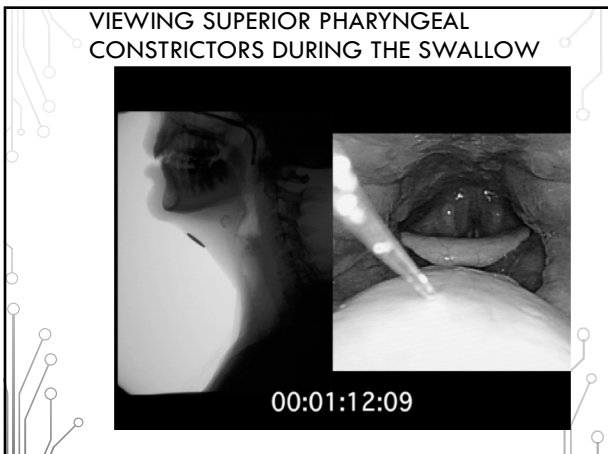 VIEWING SUPERIOR PHARYNGEAL
CONSTRICTORS DURING THE SWALLOW
00:01:12:09